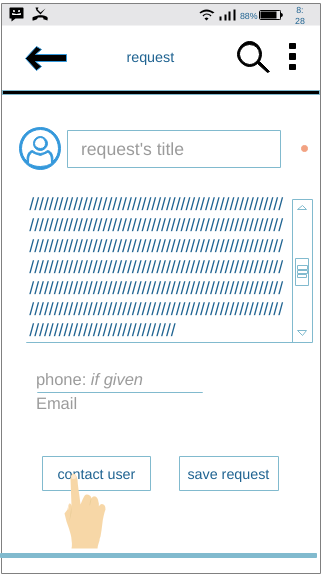 88% 8:
28
request
request's title
////////////////////////////////////////////////////
////////////////////////////////////////////////////
////////////////////////////////////////////////////
////////////////////////////////////////////////////
////////////////////////////////////////////////////
////////////////////////////////////////////////////
//////////////////////////////
phone: if given
Email
contact user save request